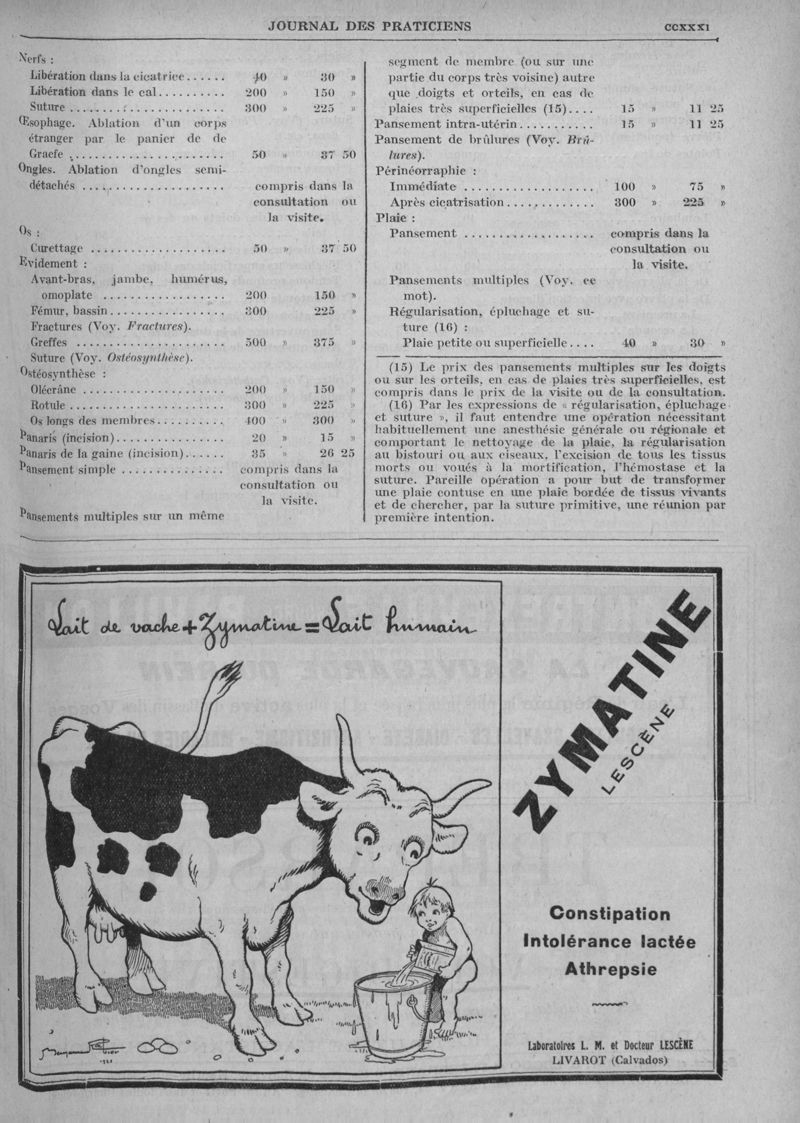 JOURNAL DES PRATICIENS CCXXXI
Nerfs :
Libération dans la cicatrice...... 40 » 30 »
Libération dans le cal.......... 200 » 150 »
Suture ........................ 300 » 225 »
Œsophage. Ablation d'un corps
étranger par le panier de de
Graefe ........................ 50 » 37 50
Ongles. Ablation d'ongles semi-
détachés .................... compris dans la
consultation ou
la visite.
Os :
Curettage .................... 50 » 37 50
Evidement :
Avant-bras, jambe, humérus,
omoplate .................. 200 150 »
Fémur, bassin................. 300 225 »
Fractures (Voy. Fractures).
Greffes ...................... 500 » 375 »
Suture (Voy. Ostéosynthèse).
Ostéosynthèse :
Olécrâne ..................... 200 » 150 »
Rotule ....................... 300 » 225 »
Os longs des membres.......... 400 » 300 »
Panaris (incision)................ 20 » 15 »
Panaris de la gaine (incision)...... 35 » 26 25
Pansement simple ............... compris dans la
consultation ou
la visite.
Pansements multiples sur un même
segment de membre (ou sur une
partie du corps très voisine) autre
que doigts et orteils, en cas de
plaies très superficielles (15).... 15 » 11 25
Pansement intra-utérin........... 15 » 11 25
Pansement de brûlures (Voy. Brû-
lures).
Périnéorraphie :
Immédiate ................... 100 » 75 »
Après cicatrisation............. 300 » 225 »
Plaie :
Pansement ................... compris dans la
consultation ou
la visite.
Pansements multiples (Voy. ce
mot).
Régularisation, épluchage et su-
ture (16) :
Plaie petite ou superficielle.... 40 » 30 »
(15) Le prix des pansements multiples sur les doigts
ou sur les orteils, en cas de plaies très superficielles, est
compris dans le prix de la visite ou de la consultation.
(16) Par les expressions de « régularisation, épluchage
et suture », il faut entendre une opération nécessitant
habituellement une anesthésie générale ou régionale et
comportant le nettoyage de la plaie, la régularisation
au bistouri ou aux ciseaux, l'excision de tous les tissus
morts ou voués à la mortification, l'hémostase et la
suture. Pareille opération a pour but de transformer
une plaie contuse en une plaie bordée de tissus vivants
et de chercher, par la suture primitive, une réunion par
première intention.
Lait de vache + Zymatine = Lait humain
ZYMATINE
LESCÈNE
Constipation
Intolérance lactée
Athrepsie
Laboratoires L. M. et Docteur LESCÈNE
LIVAROT (Calvados)